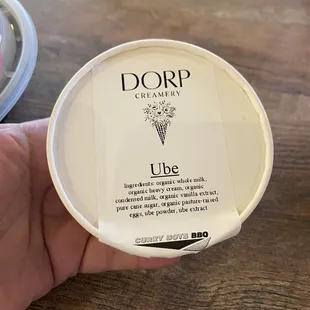 DORP
CREAMERY
Ube
Ingredients: organic whole milk,
organic heavy cream, organic
condensed milk, organic vanilla extract,
pure cane sugar, organic pasture-raised
eggs, ube powder, ube extract
CURRY BOYS BBQ